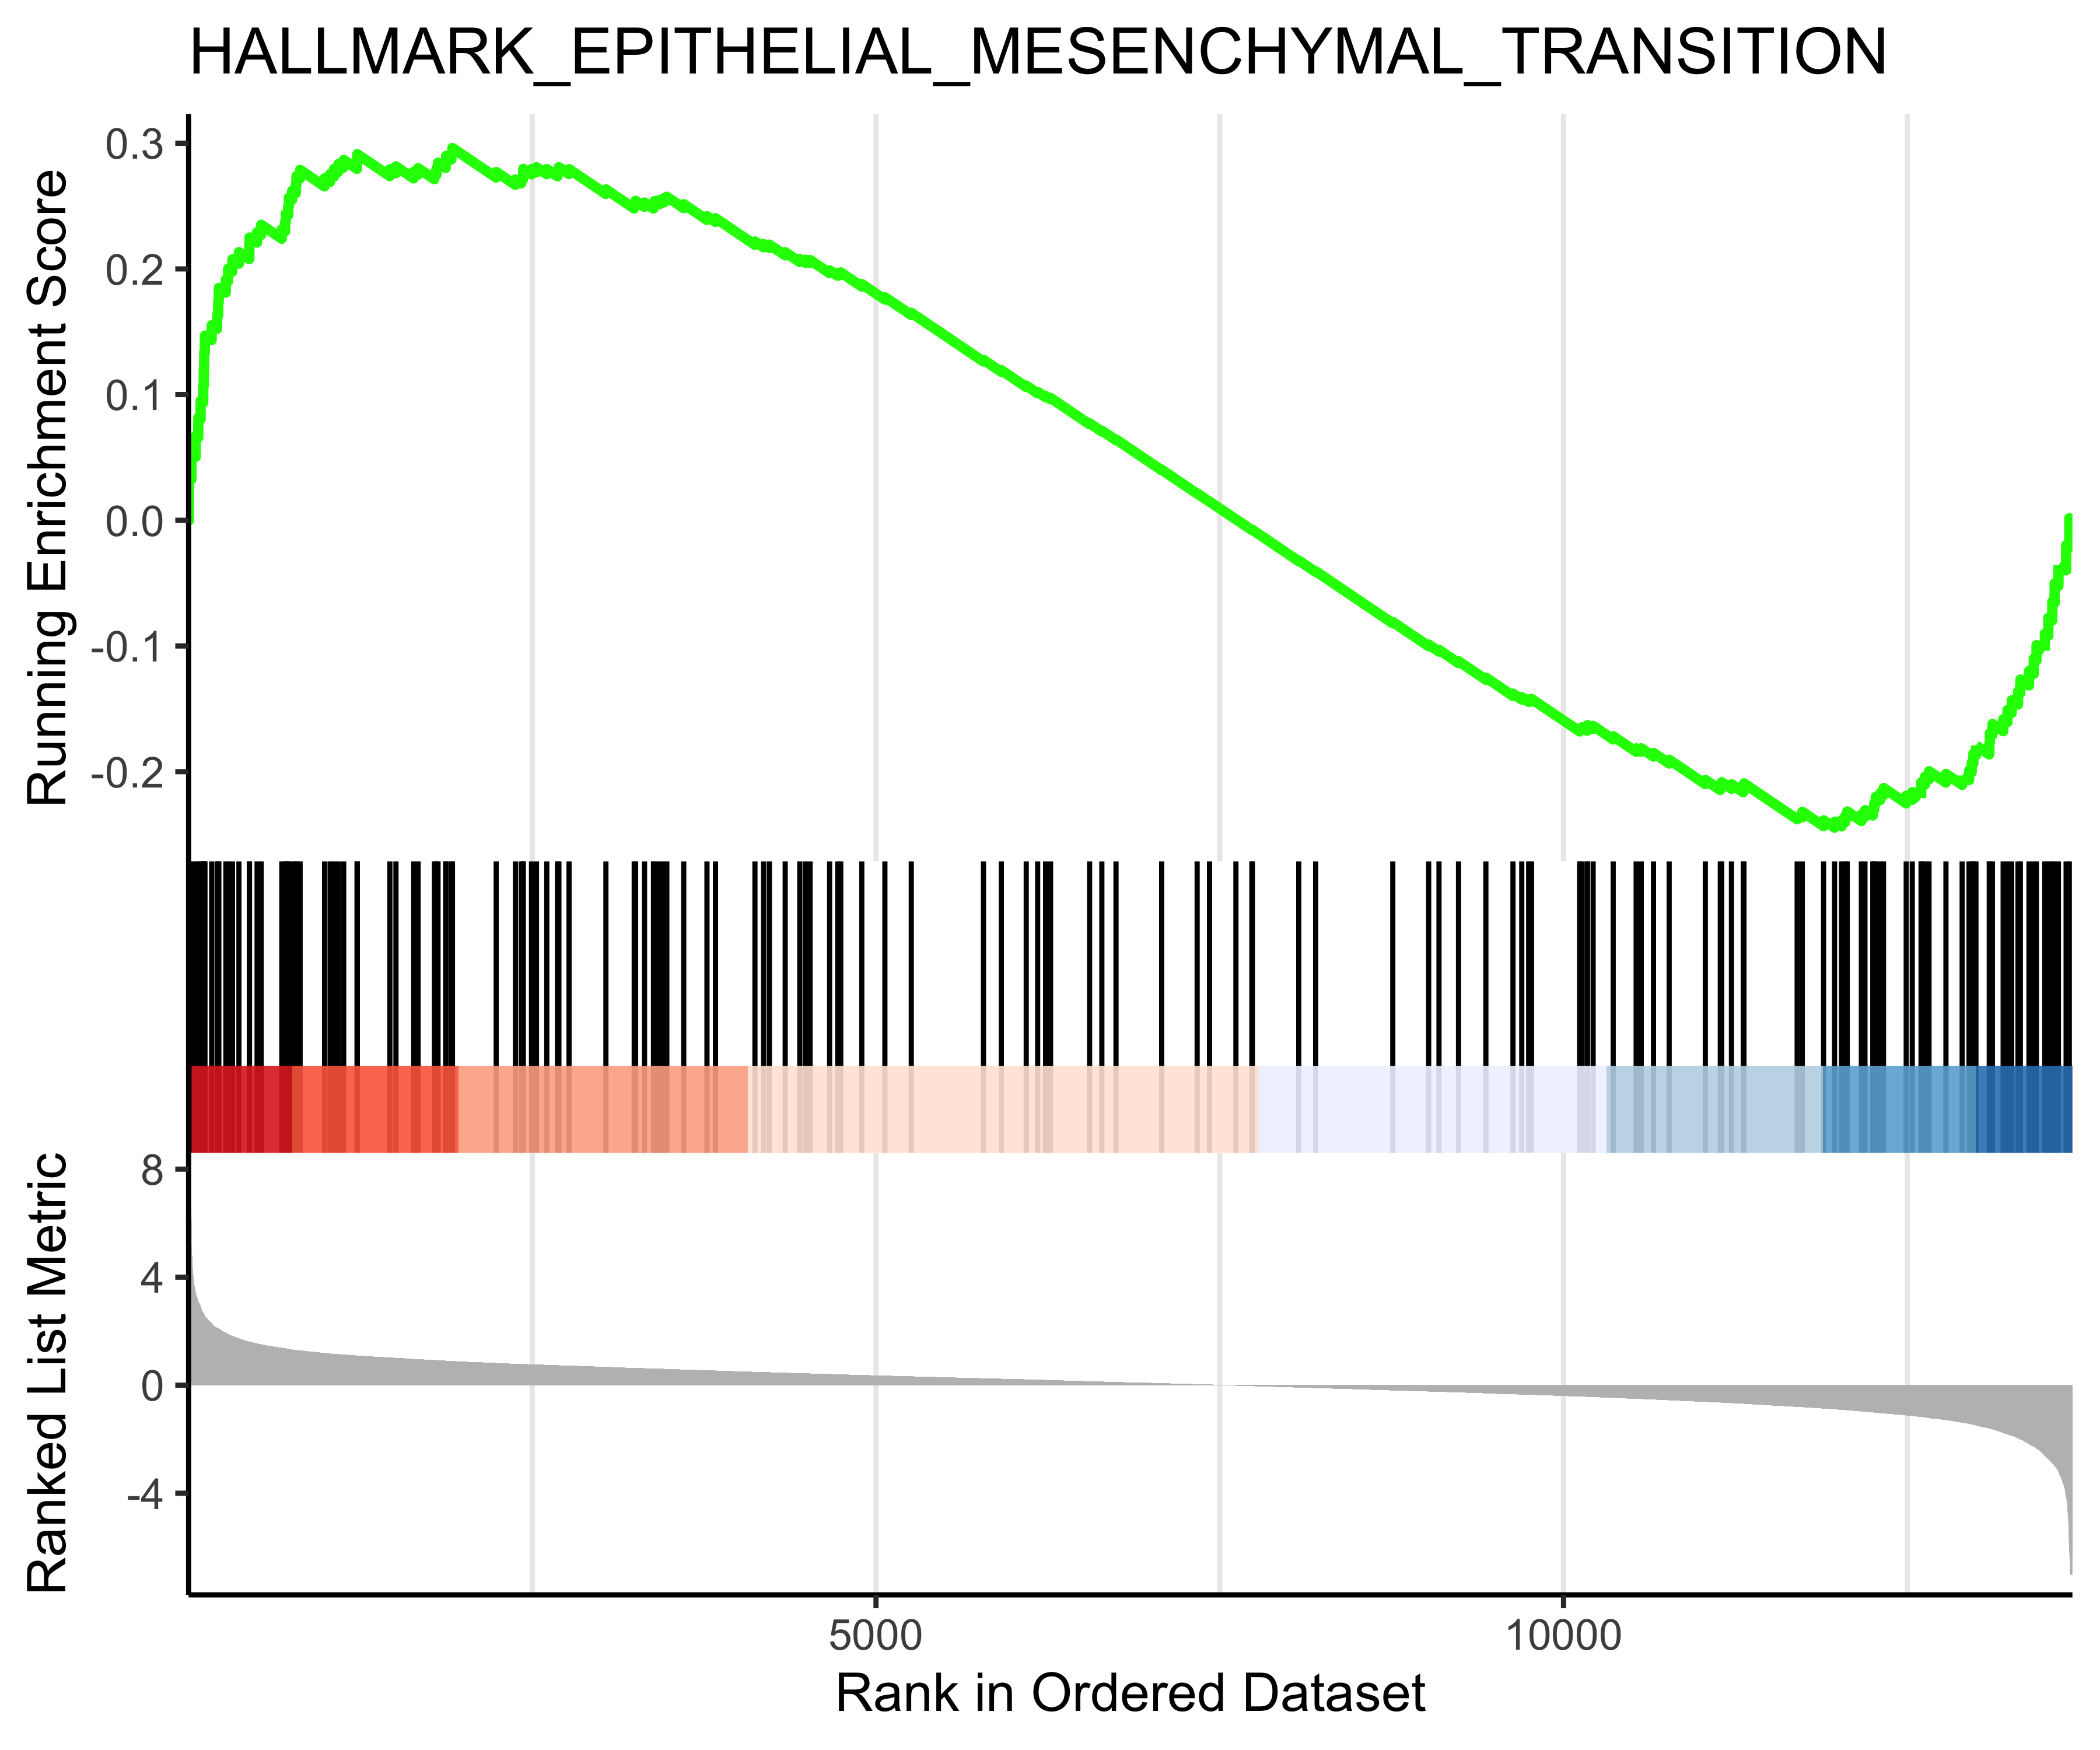 HALLMARK_EPITHELIAL_MESENCHYMAL_TRANSITION
Running Enrichment Score
0.3
0.2
0.1
0.0
-0.1
-0.2
Ranked List Metric
8
4
0
-4
5000 10000
Rank in Ordered Dataset